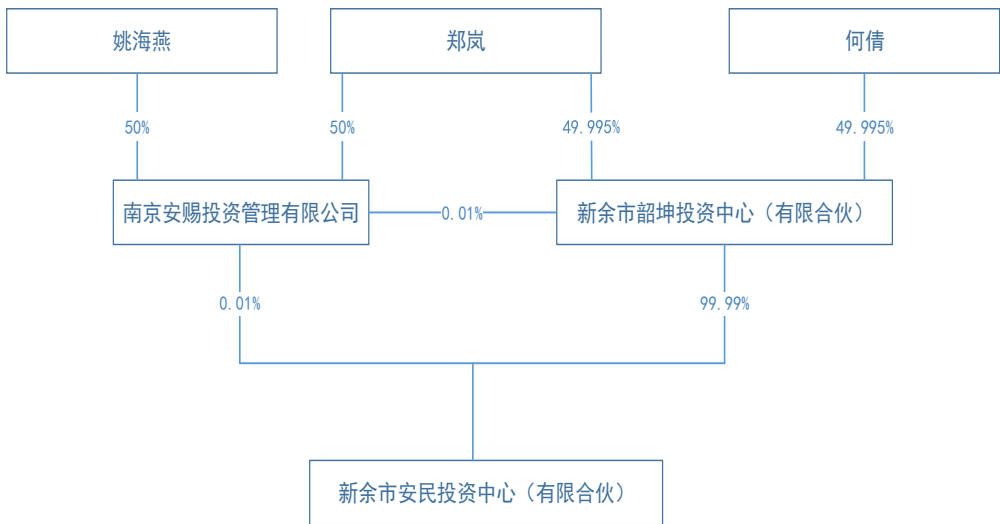 姚海燕
郑岚
何倩
50%
50%
49.995%
49.995%
南京安赐投资管理有限公司
0.01%
新余市韶坤投资中心（有限合伙）
0.01%
99.99%
新余市安民投资中心（有限合伙）